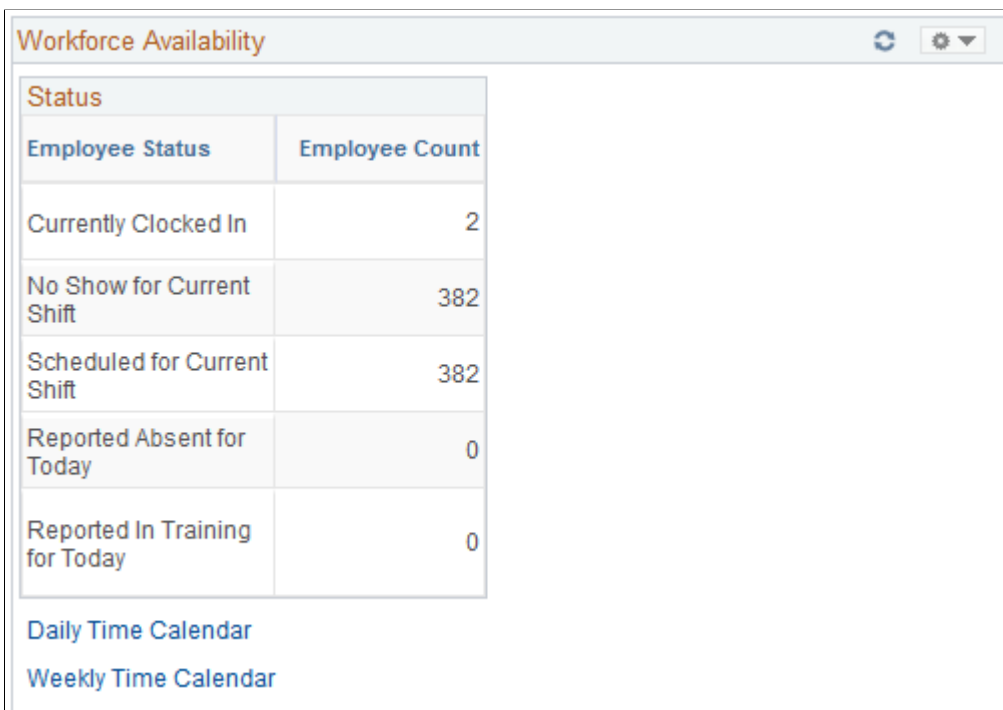 Workforce Availability
Status
Employee Status Employee Count
Currently Clocked In 2
No Show for Current
Shift 382
Scheduled for Current
Shift 382
Reported Absent for
Today 0
Reported In Training
for Today 0
Daily Time Calendar
Weekly Time Calendar